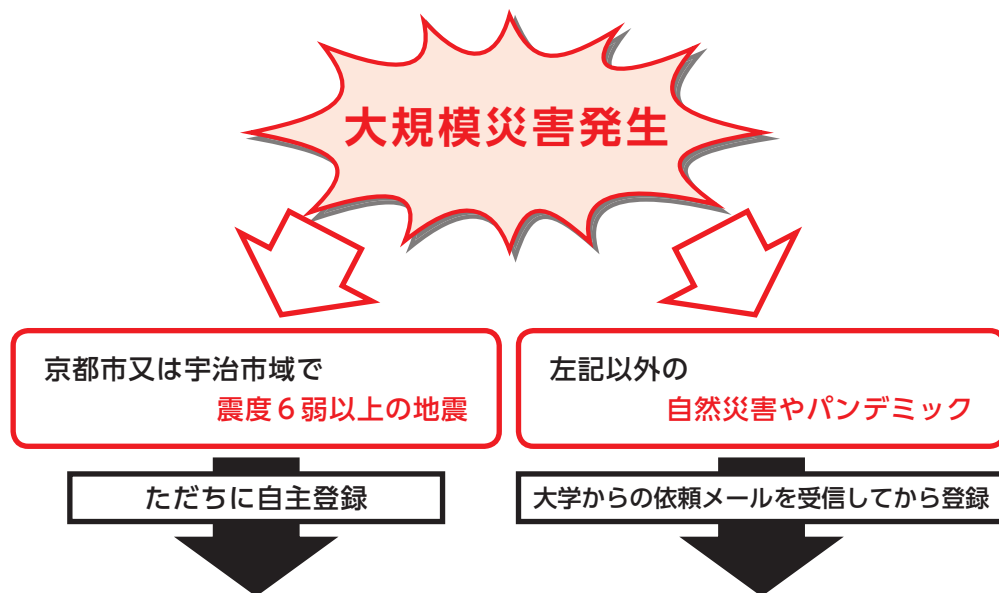 大規模災害発生
京都市又は宇治市域で
震度6弱以上の地震
ただちに自主登録
左記以外の
自然災害やパンデミック
大学からの依頼メールを受信してから登録